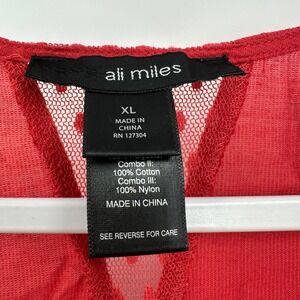 ali miles
XL
MADE IN
CHINA
RN 127304
Combo II:
100% Cotton
Combo III:
100% Nylon
MADE IN CHINA
SEE REVERSE FOR CARE